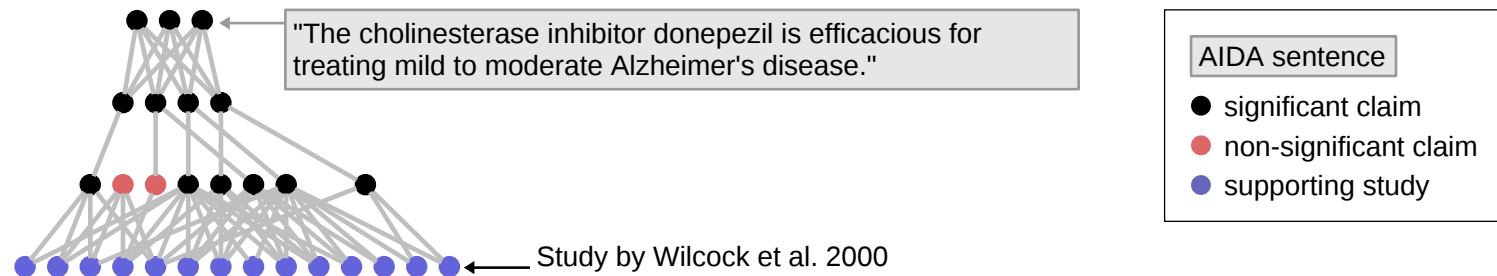 "The cholinesterase inhibitor donepezil is efficacious for
treating mild to moderate Alzheimer's disease."
Study by Wilcock et al. 2000
AIDA sentence
significant claim
non-significant claim
supporting study